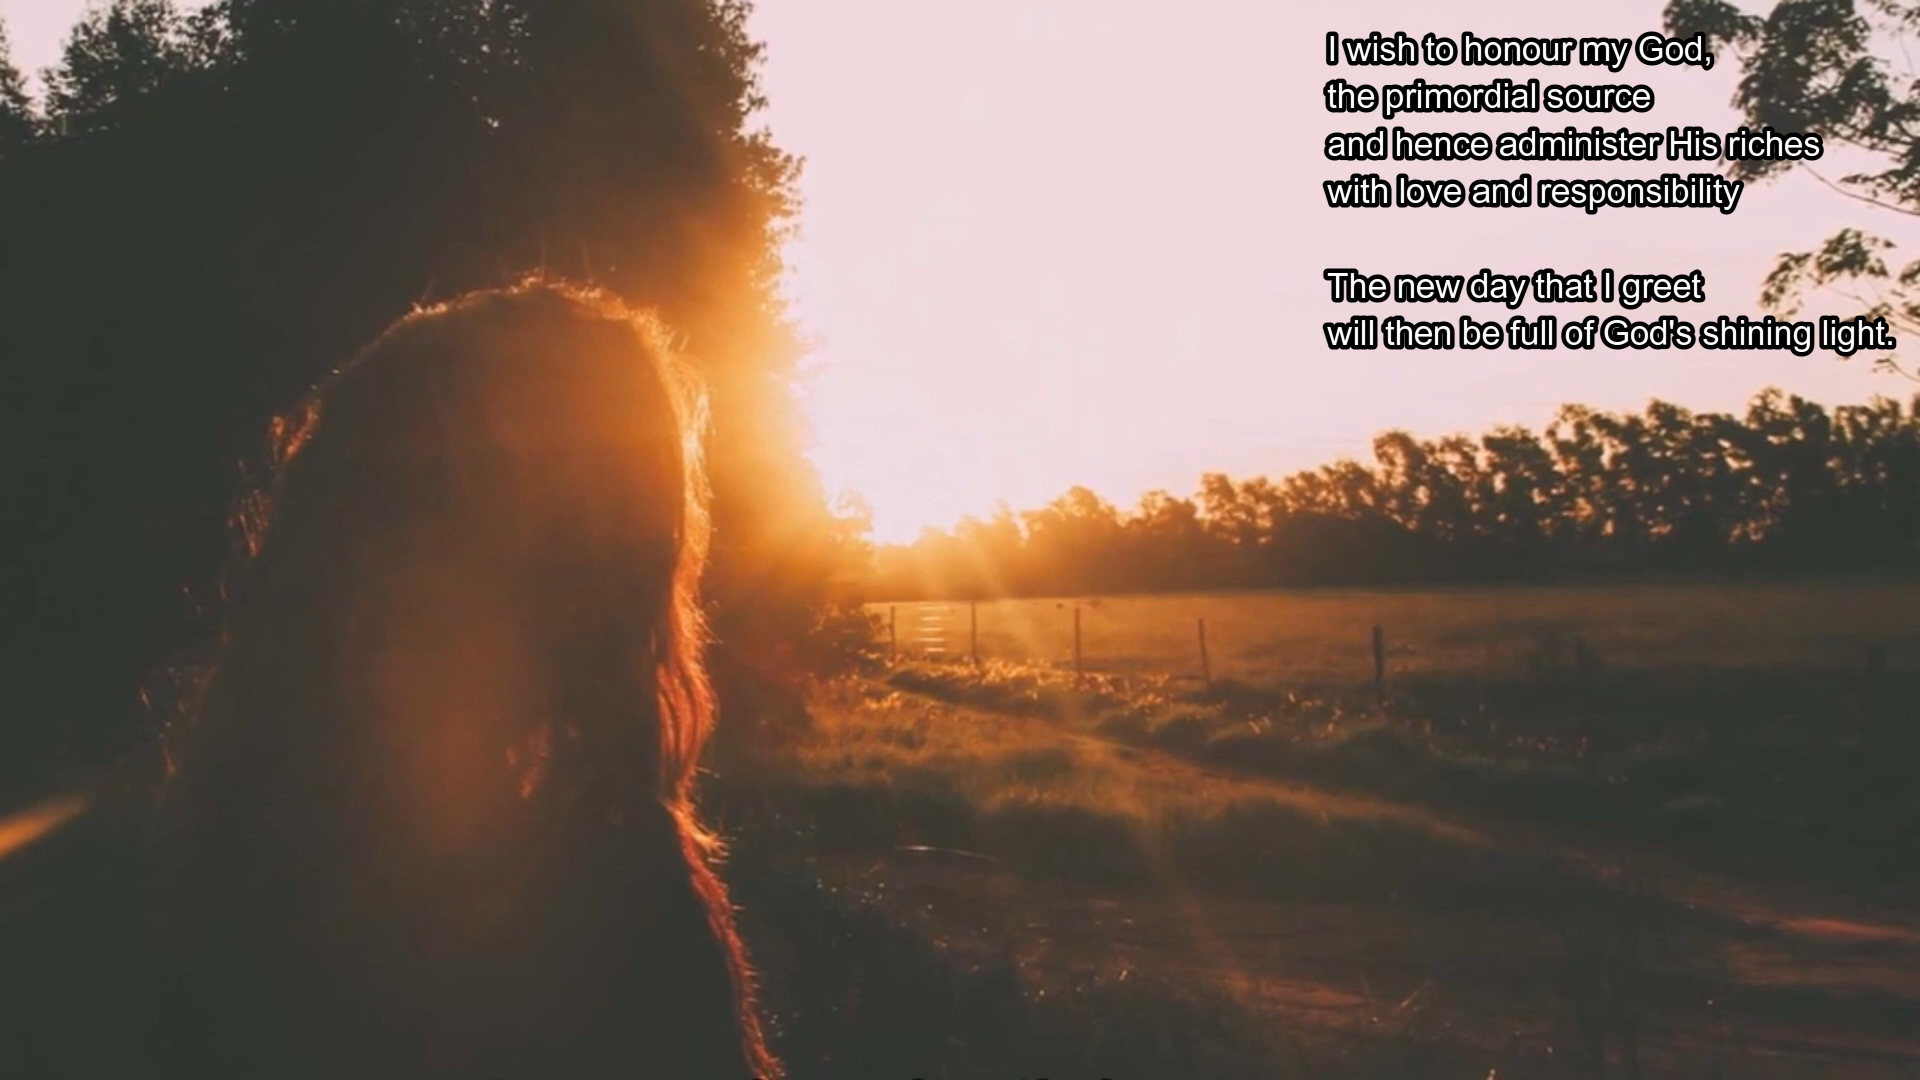 I wish to honour my God,
the primordial source
and hence administer His riches
with love and responsibility
The new day that I greet
will then be full of God's shining light.